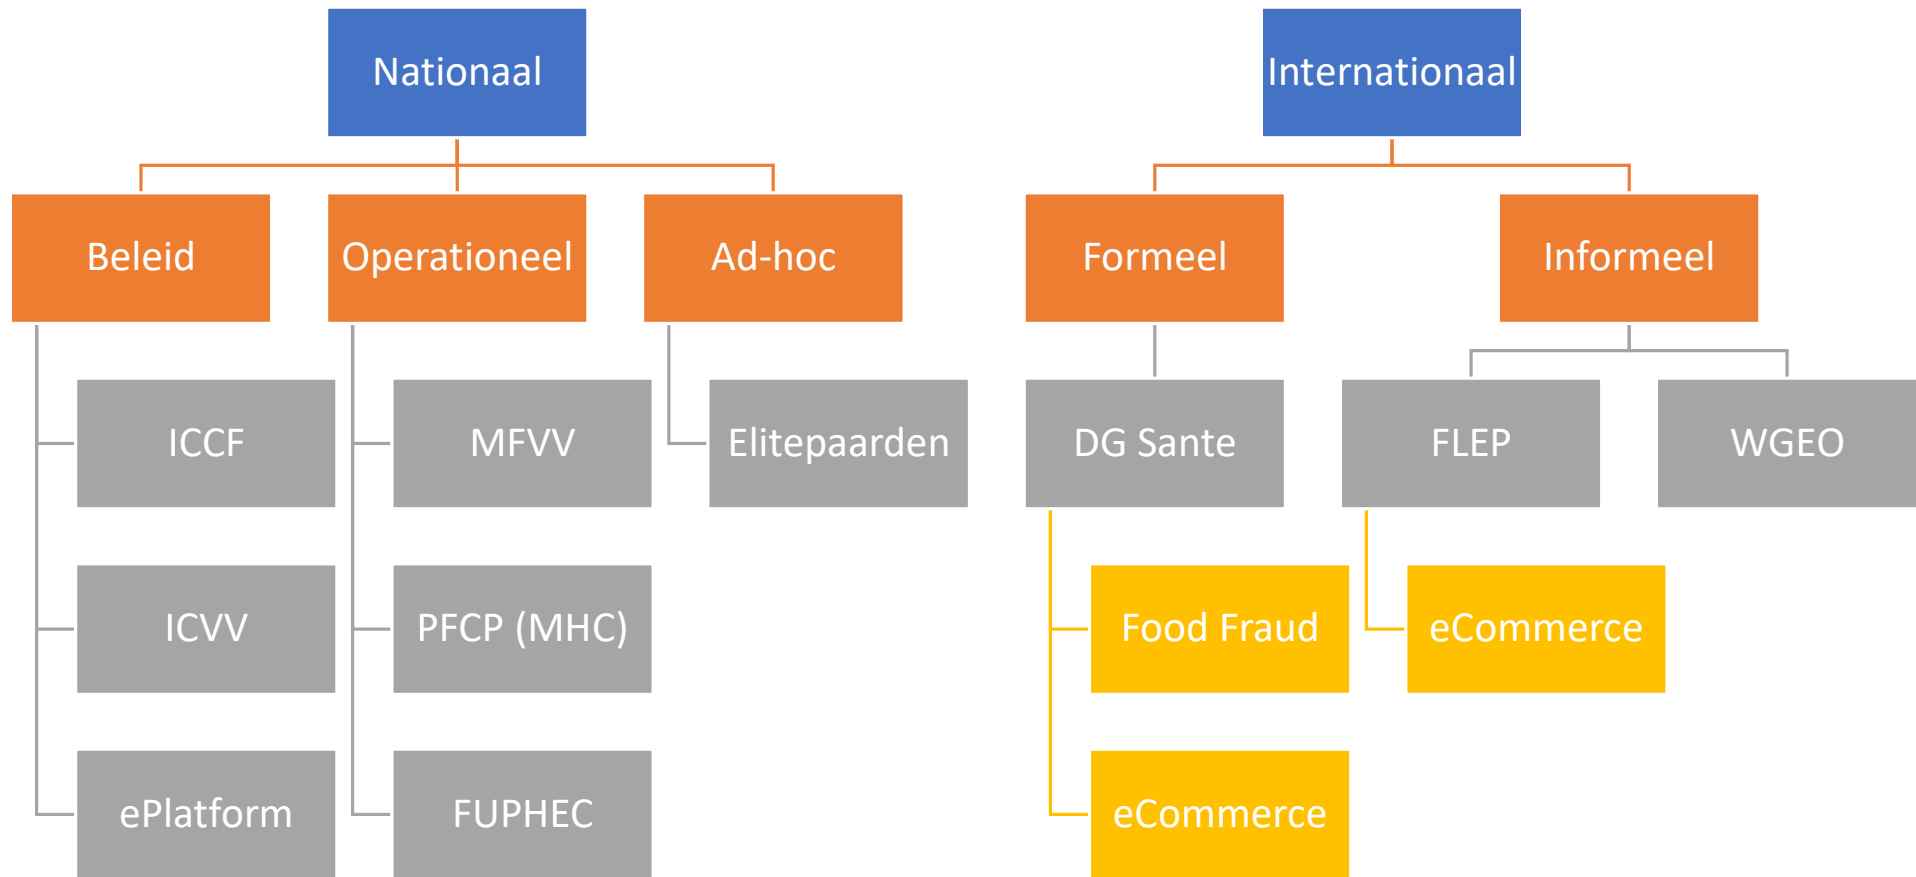 Nationaal
Internationaal
Beleid
Operationeel
Ad-hoc
Formeel
Informeel
ICCF
MFVV
Elitepaarden
DG Sante
FLEP
WGEO
ICVV
PFCP (MHC)
Food Fraud
eCommerce
ePlatform
FUPHEC
eCommerce